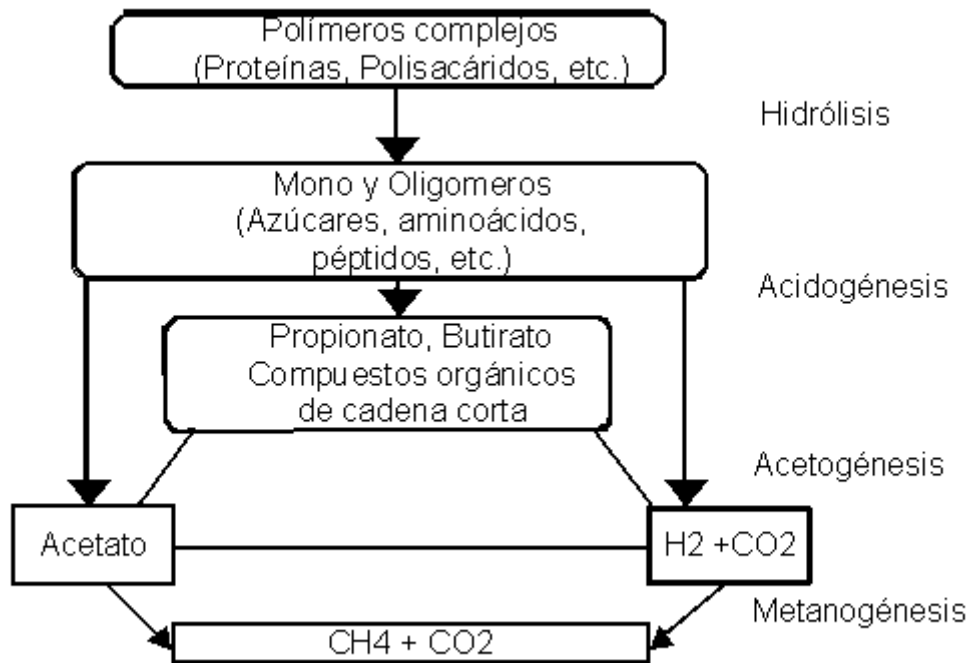 Polímeros complejos
(Proteínas, Polisacáridos, etc.)
Hidrólisis
Mono y Oligomeros
(Azúcares, aminoácidos,
péptidos, etc.)
Acidogénesis
Propionato, Butirato
Compuestos orgánicos
de cadena corta
Acetogénesis
Acetato
H2 +CO2
Metanogénesis
CH4 + CO2